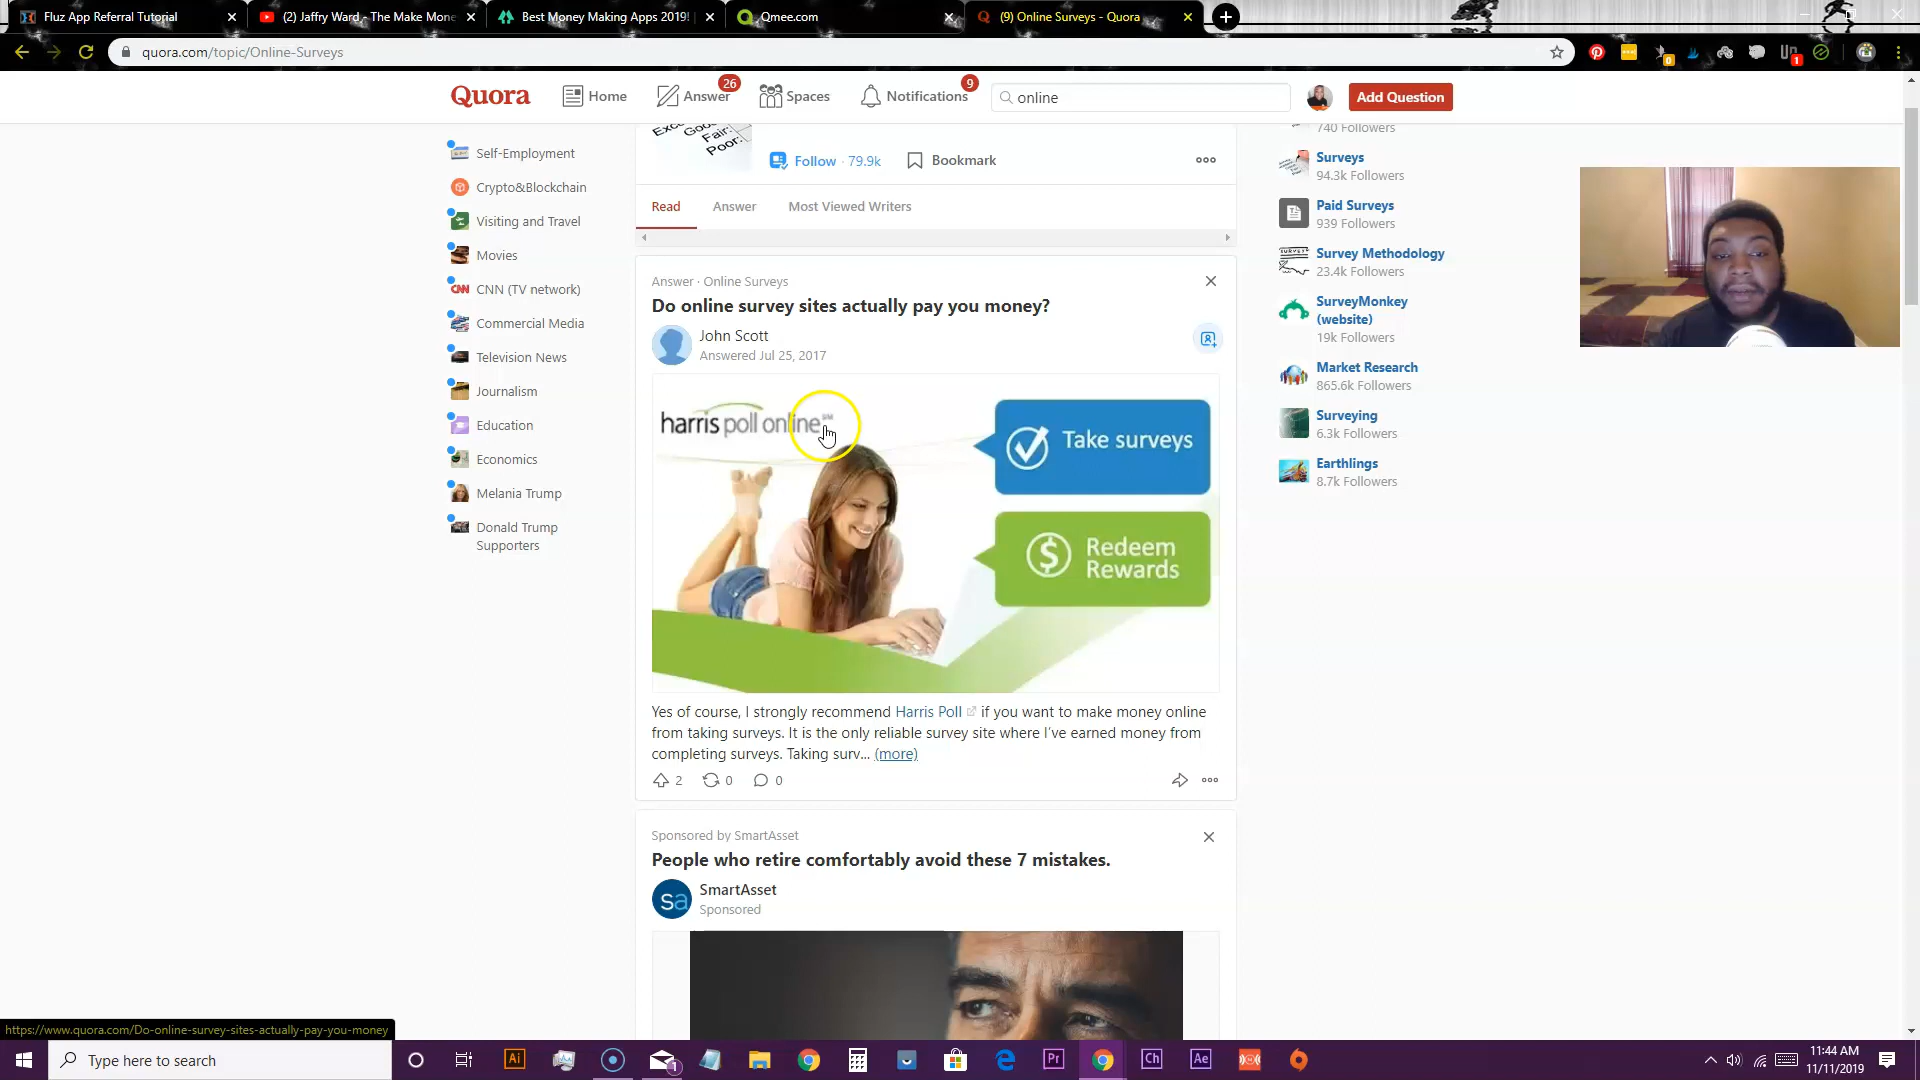 Fluz App Referral Tutorial
(2) Jaffry Ward - The Make Mone
Best Money Making Apps 2019!
Qmee.com
(9) Online Surveys - Quora
quora.com/topic/Online-Surveys
Quora
Home
Answer
26
Spaces
Notifications
9
online
Add Question
Self-Employment
Crypto&Blockchain
Visiting and Travel
Movies
CNN (TV network)
Commercial Media
Television News
Journalism
Education
Economics
Melania Trump
Donald Trump
Supporters
Good
Fair:
Poor:
Follow · 79.9k
Bookmark
Read
Answer
Most Viewed Writers
Answer · Online Surveys
Do online survey sites actually pay you money?
John Scott
Answered Jul 25, 2017
harris poll online
Take surveys
Redeem
Rewards
Yes of course, I strongly recommend Harris Poll if you want to make money online
from taking surveys. It is the only reliable survey site where I've earned money from
completing surveys. Taking surv... (more)
2
0
0
Sponsored by SmartAsset
People who retire comfortably avoid these 7 mistakes.
sa
SmartAsset
Sponsored
740 Followers
Surveys
94.3k Followers
Paid Surveys
939 Followers
Survey Methodology
23.4k Followers
SurveyMonkey
(website)
19k Followers
Market Research
865.6k Followers
Surveying
6.3k Followers
Earthlings
8.7k Followers
https://www.quora.com/Do-online-survey-sites-actually-pay-you-money
Type here to search
Ai
Pr
Ch
Ae
11:44 AM
11/11/2019